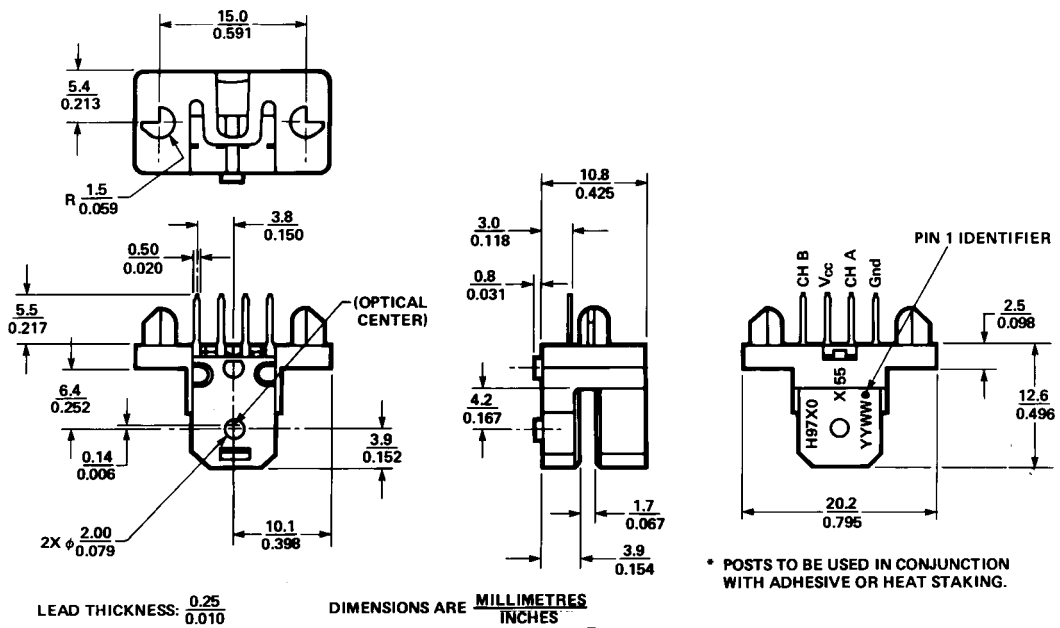 15.0
0.591
5.4
0.213
R 1.5
0.059
10.8
0.425
3.8
0.150
3.0
0.118
PIN 1 IDENTIFIER
0.50
0.020
0.8
0.031
CH B
Vcc
CH A
Gnd
(OPTICAL
CENTER)
5.5
0.217
2.5
0.098
6.4
0.252
4.2
0.167
12.6
0.496
X 55
H97X0
YYWW
3.9
0.152
0.14
0.006
1.7
0.067
20.2
0.795
2X ϕ 2.00
0.079
10.1
0.398
3.9
0.154
* POSTS TO BE USED IN CONJUNCTION
WITH ADHESIVE OR HEAT STAKING.
LEAD THICKNESS: 0.25
0.010
DIMENSIONS ARE MILLIMETRES
INCHES